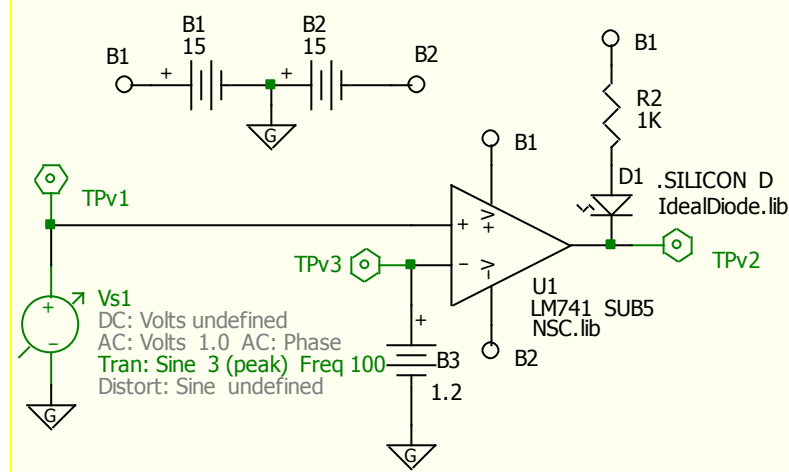 B1
15
B2
15
B1
+
+
B2
G
B1
R2
1K
B1
D1
.SILICON D
IdealDiode.lib
TPv1
+
+V
TPv3
−
−V
TPv2
U1
LM741 SUB5
NSC.lib
B2
Vs1
DC: Volts undefined
AC: Volts 1.0 AC: Phase
Tran: Sine 3 (peak) Freq 100
Distort: Sine undefined
+
−
+
B3
1.2
G
G